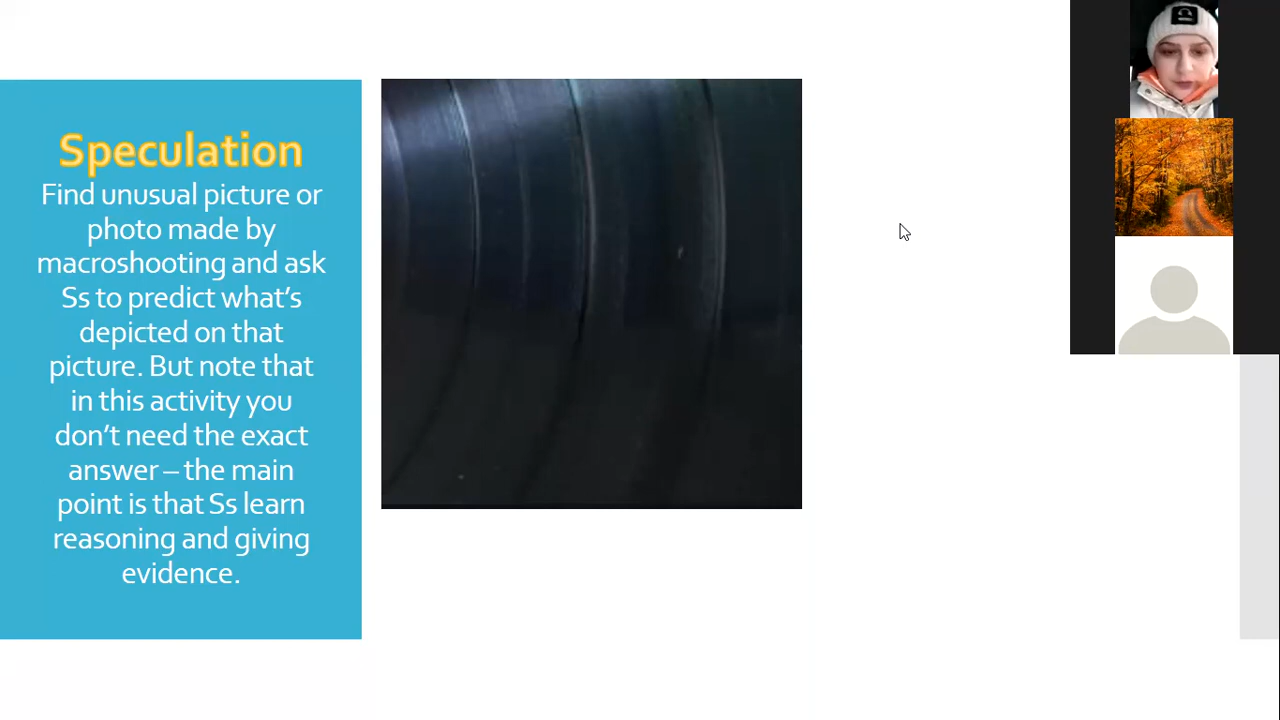 Speculation
Find unusual picture or
photo made by
macroshooting and ask
Ss to predict what's
depicted on that
picture. But note that
in this activity you
don't need the exact
answer – the main
point is that Ss learn
reasoning and giving
evidence.